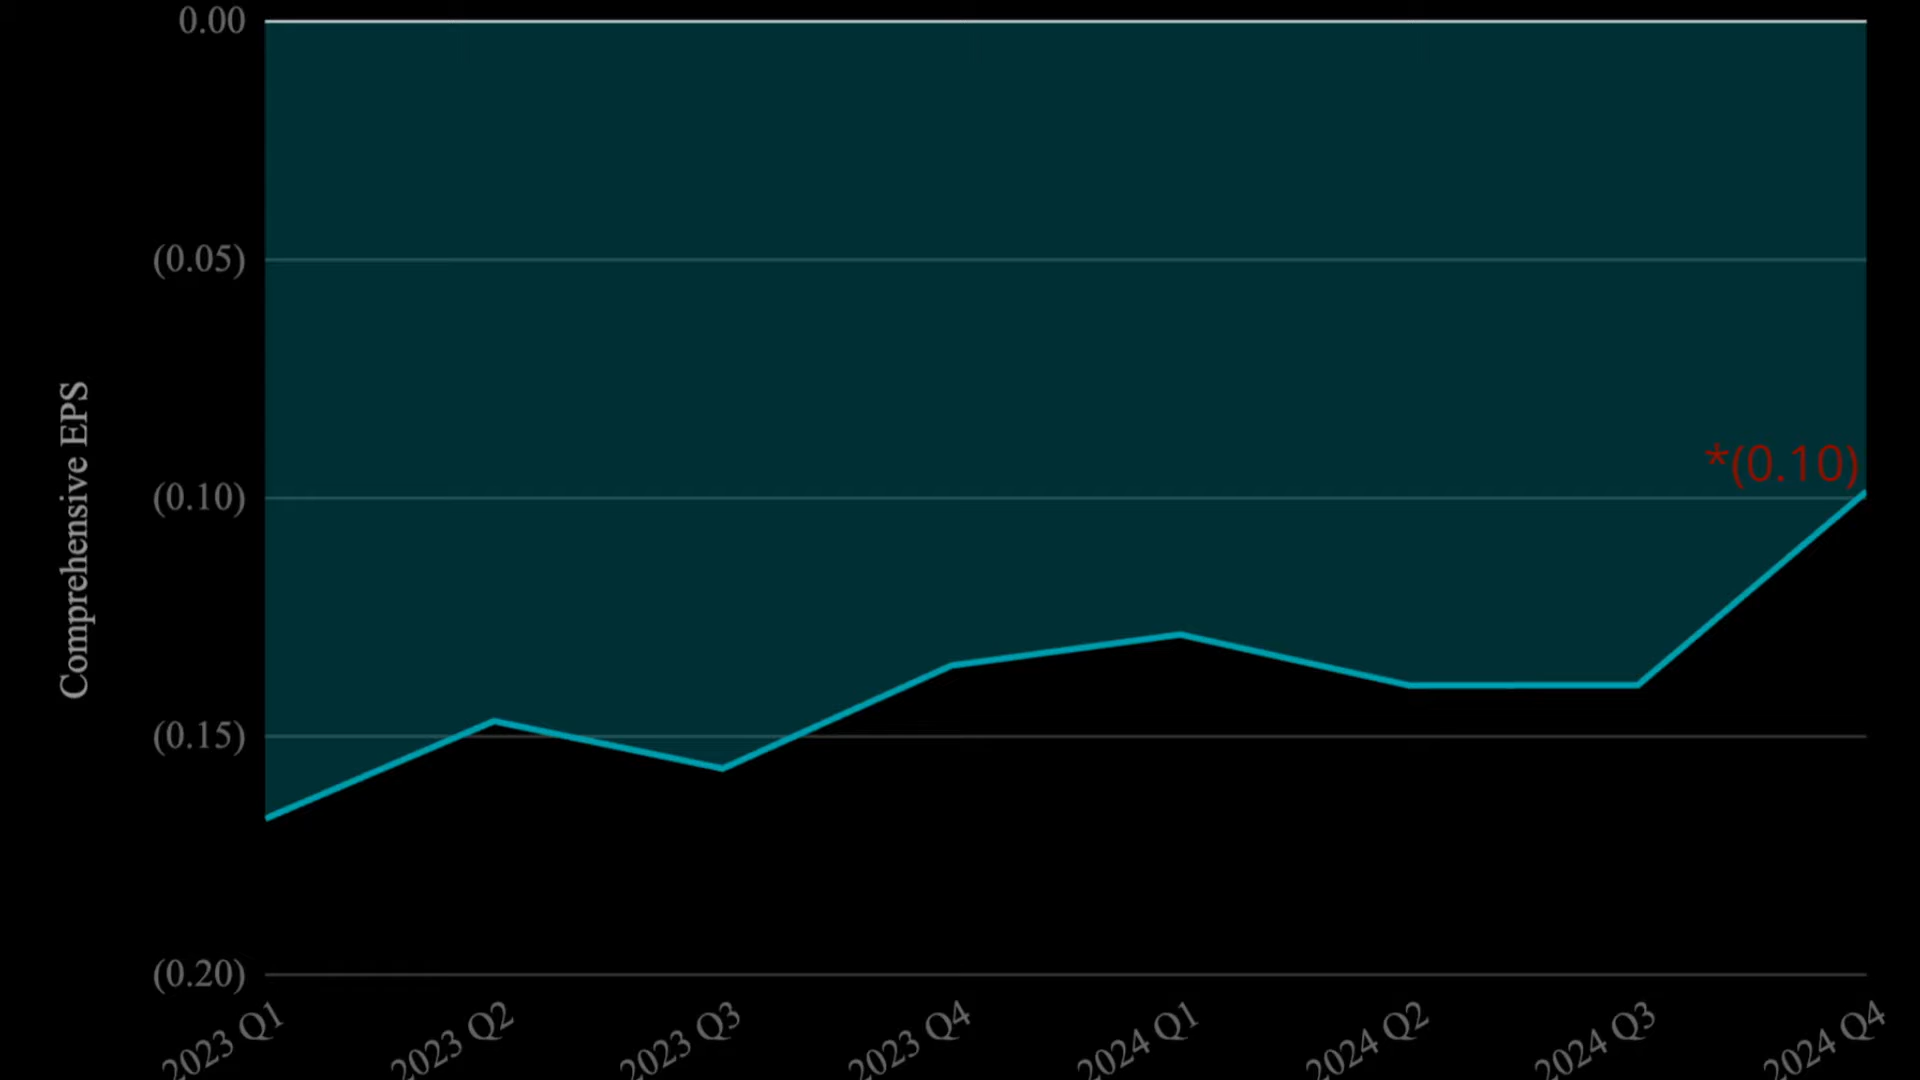 0.00
(0.05)
Comprehensive EPS
*(0.10)
(0.10)
(0.15)
(0.20)
2023 Q1
2023 Q2
2023 Q3
2023 Q4
2024 Q1
2024 Q2
2024 Q3
2024 Q4